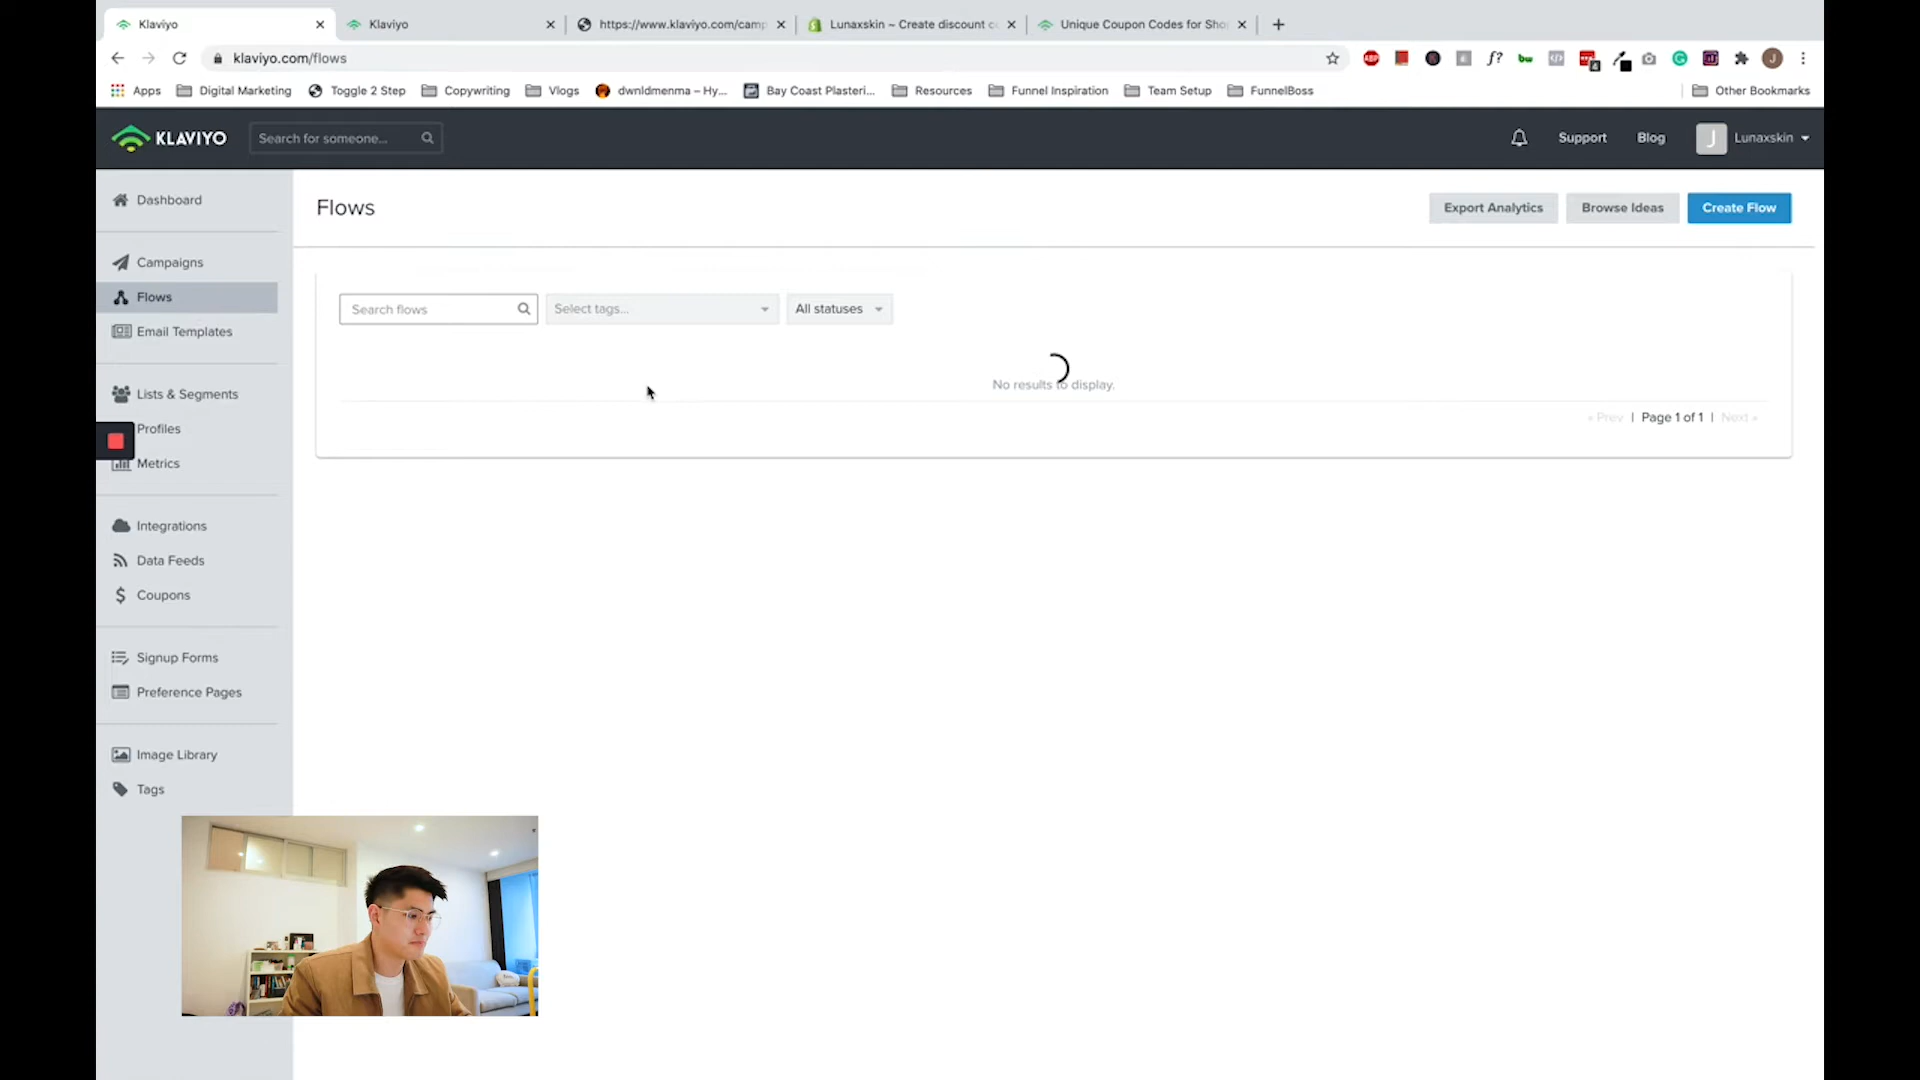 Klaviyo
Klaviyo
https://www.klaviyo.com/camp
Lunaxskin ~ Create discount co
Unique Coupon Codes for Sho
klaviyo.com/flows
Apps
Digital Marketing
Toggle 2 Step
Copywriting
Vlogs
dwnldmenma – Hy...
Bay Coast Plasteri...
Resources
Funnel Inspiration
Team Setup
FunnelBoss
Other Bookmarks
KLAVIYO
Search for someone...
Support
Blog
J
Lunaxskin
Dashboard
Campaigns
Flows
Email Templates
Lists & Segments
Profiles
Metrics
Integrations
Data Feeds
Coupons
Signup Forms
Preference Pages
Image Library
Tags
Flows
Export Analytics
Browse Ideas
Create Flow
Search flows
Select tags...
All statuses
No results to display.
« Prev | Page 1 of 1 | Next »